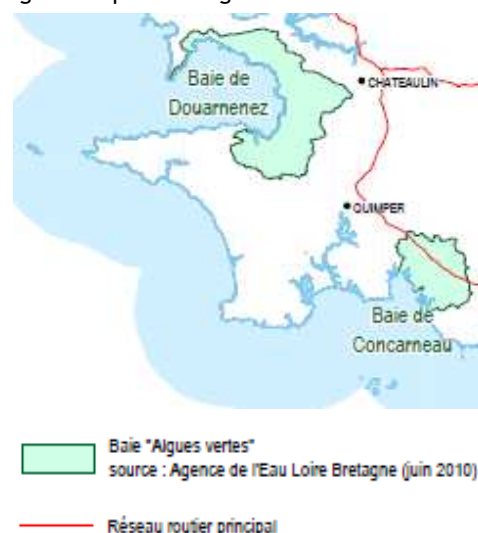 Baie de
Douarnenez
CHATEAULIN
QUIMPER
Baie de
Concarneau
Baie "Algues vertes"
source : Agence de l'Eau Loire Bretagne (juin 2010)
Réseau routier principal